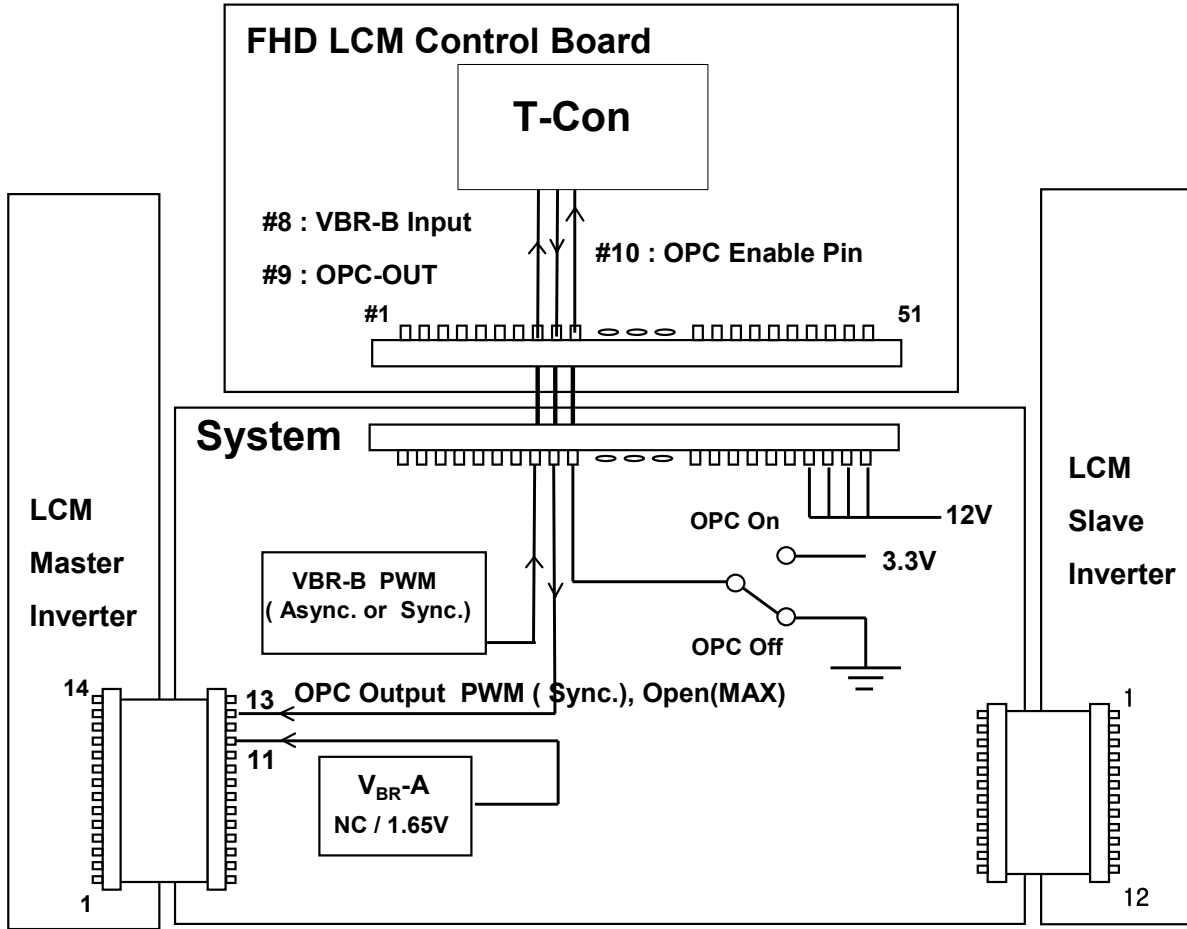 FHD LCM Control Board
T-Con
#8 : VBR-B Input
#10 : OPC Enable Pin
#9 : OPC-OUT
#1
51
System
LCM
Master
Inverter
LCM
Slave
Inverter
12V
OPC On
3.3V
VBR-B PWM
( Async. or Sync.)
OPC Off
14
13
OPC Output PWM ( Sync.), Open(MAX)
11
VBR-A
NC / 1.65V
1
1
12